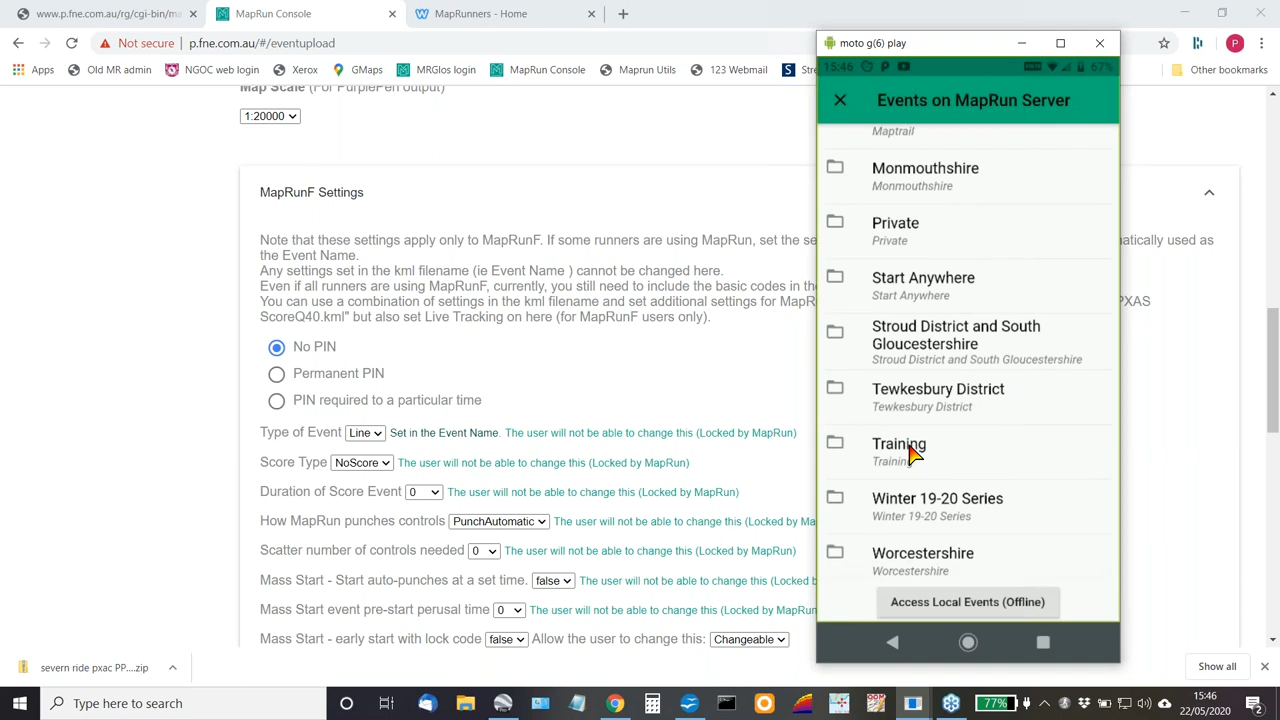 www.p.fne.com.au/rg/cgi-bin/ma
MapRun Console
MapRunners - Home
Not secure
p.fne.com.au/#/eventupload
Apps
Old Mapadmin
NGOC web login
Xerox
GMaps
MRGlos login
MapRun Console
Maprun Utils
123 Webmail
Other bookmarks
Map Scale (For PurplePen output)
1:20000
MapRunF Settings
Note that these settings apply only to MapRunF. If some runners are using MapRun, set the se
matically used as
the Event Name.
Any settings set in the kml filename (ie Event Name ) cannot be changed here.
Even if all runners are using MapRunF, currently, you still need to include the basic codes in the
You can use a combination of settings in the kml filename and set additional settings for MapR
PXAS
ScoreQ40.kml" but also set Live Tracking on here (for MapRunF users only).
No PIN
Permanent PIN
PIN required to a particular time
Type of Event Line Set in the Event Name. The user will not be able to change this (Locked by MapRun)
Score Type NoScore The user will not be able to change this (Locked by MapRun)
Duration of Score Event 0 The user will not be able to change this (Locked by MapRun)
How MapRun punches controls PunchAutomatic The user will not be able to change this (Locked by Ma
Scatter number of controls needed 0 The user will not be able to change this (Locked by MapRun)
Mass Start - Start auto-punches at a set time. false The user will not be able to change this (Locked b
Mass Start event pre-start perusal time 0 The user will not be able to change this (Locked by MapRun
Mass Start - early start with lock code false Allow the user to change this: Changeable
moto g(6) play
15:46
67%
Events on MapRun Server
Maptrail
Monmouthshire
Monmouthshire
Private
Private
Start Anywhere
Start Anywhere
Stroud District and South
Gloucestershire
Stroud District and South Gloucestershire
Tewkesbury District
Tewkesbury District
Training
Training
Winter 19-20 Series
Winter 19-20 Series
Worcestershire
Worcestershire
Access Local Events (Offline)
severn ride pxac PP....zip
Show all
Type here to search
77%
15:46
22/05/2020
2